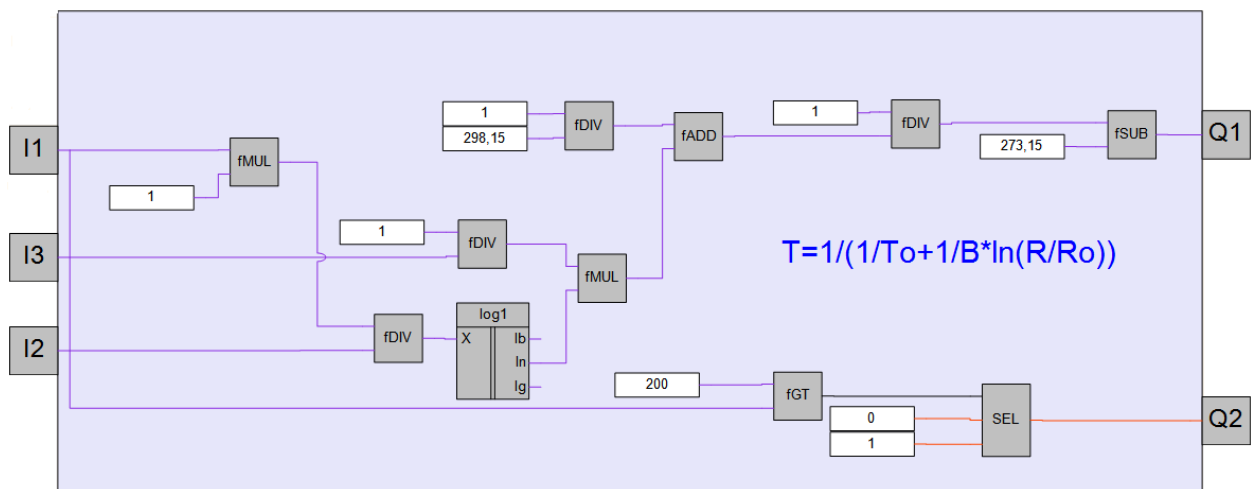 I1
I3
I2
fMUL
1
1
298,15
fDIV
fADD
1
fDIV
273,15
fSUB
Q1
1
fDIV
fMUL
T=1/(1/To+1/B*ln(R/Ro))
fDIV
log1
X
lb
ln
lg
200
fGT
0
1
SEL
Q2